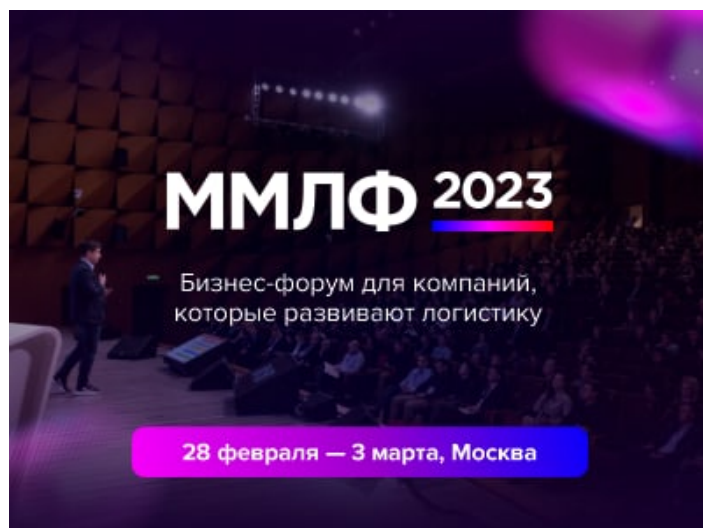 ММЛФ 2023
Бизнес-форум для компаний,
которые развивают логистику
28 февраля — 3 марта, Москва